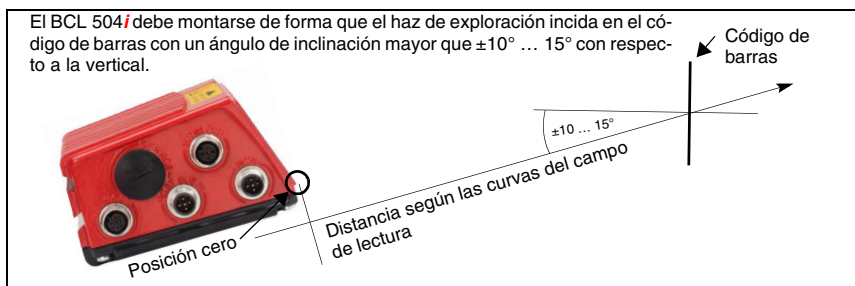 El BCL 504i debe montarse de forma que el haz de exploración incida en el có-
digo de barras con un ángulo de inclinación mayor que ±10° … 15° con respec-
to a la vertical.
Código de
barras
±10 … 15°
Distancia según las curvas del campo
de lectura
Posición cero